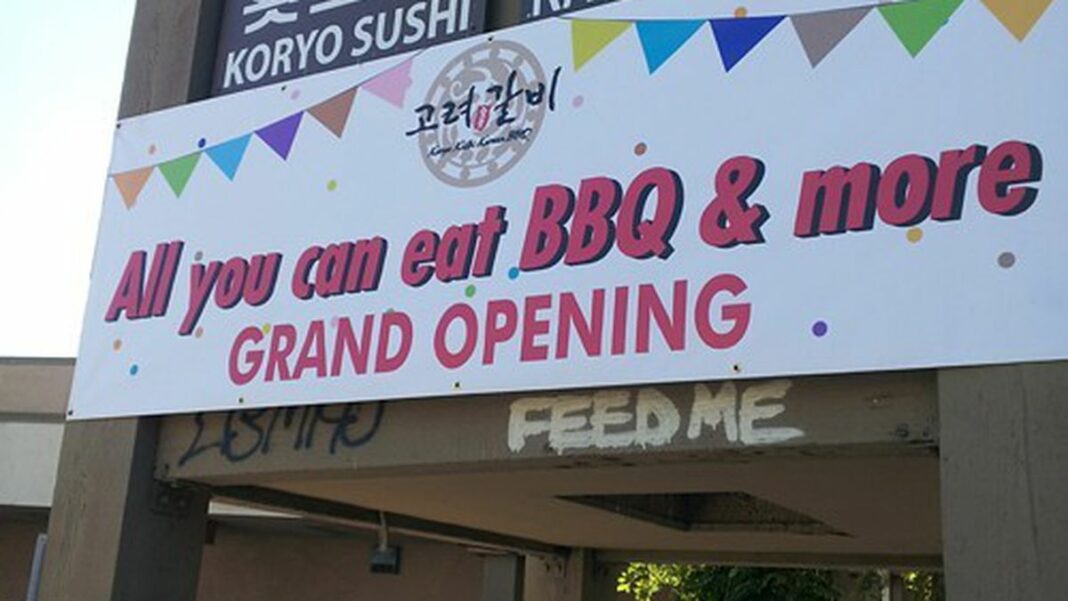 KORYO SUSHI
고려갈비
All you can eat BBQ & more
GRAND OPENING
FEED ME